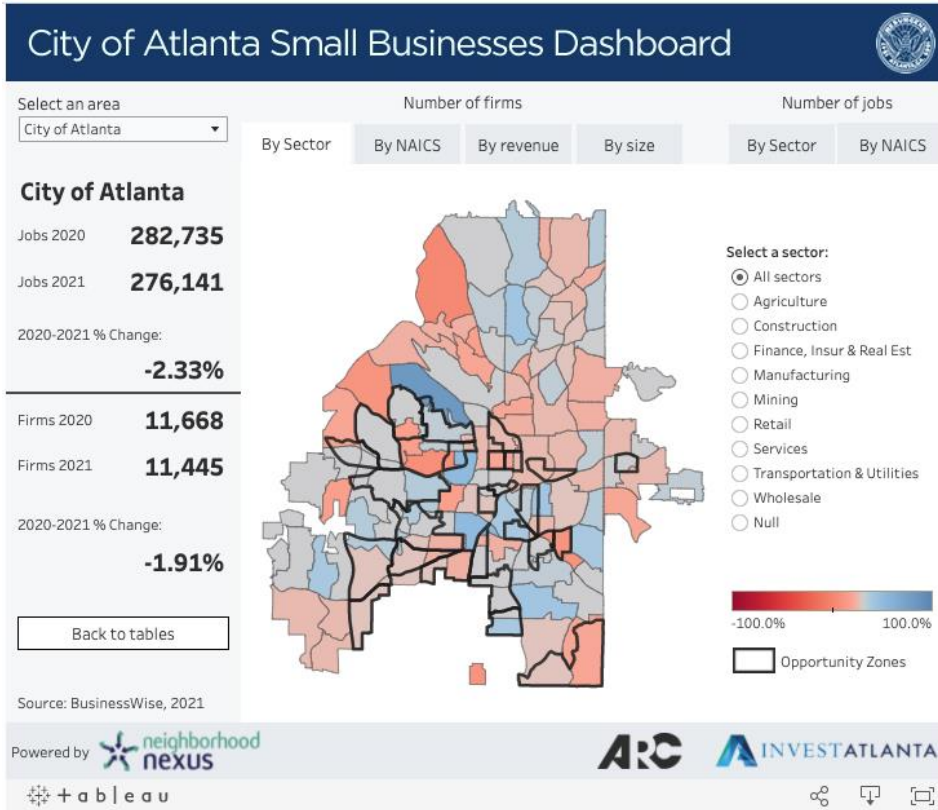 City of Atlanta Small Businesses Dashboard
Select an area
City of Atlanta
Number of firms
By Sector
By NAICS
By revenue
By size
Number of jobs
By Sector
By NAICS
City of Atlanta
Jobs 2020 282,735
Jobs 2021 276,141
2020-2021 % Change:
-2.33%
Firms 2020 11,668
Firms 2021 11,445
2020-2021 % Change:
-1.91%
Back to tables
Source: BusinessWise, 2021
Select a sector:
All sectors
Agriculture
Construction
Finance, Insur & Real Est
Manufacturing
Mining
Retail
Services
Transportation & Utilities
Wholesale
Null
-100.0% 100.0%
Opportunity Zones
Powered by neighborhood
nexus
ARC
INVESTATLANTA
+ableau